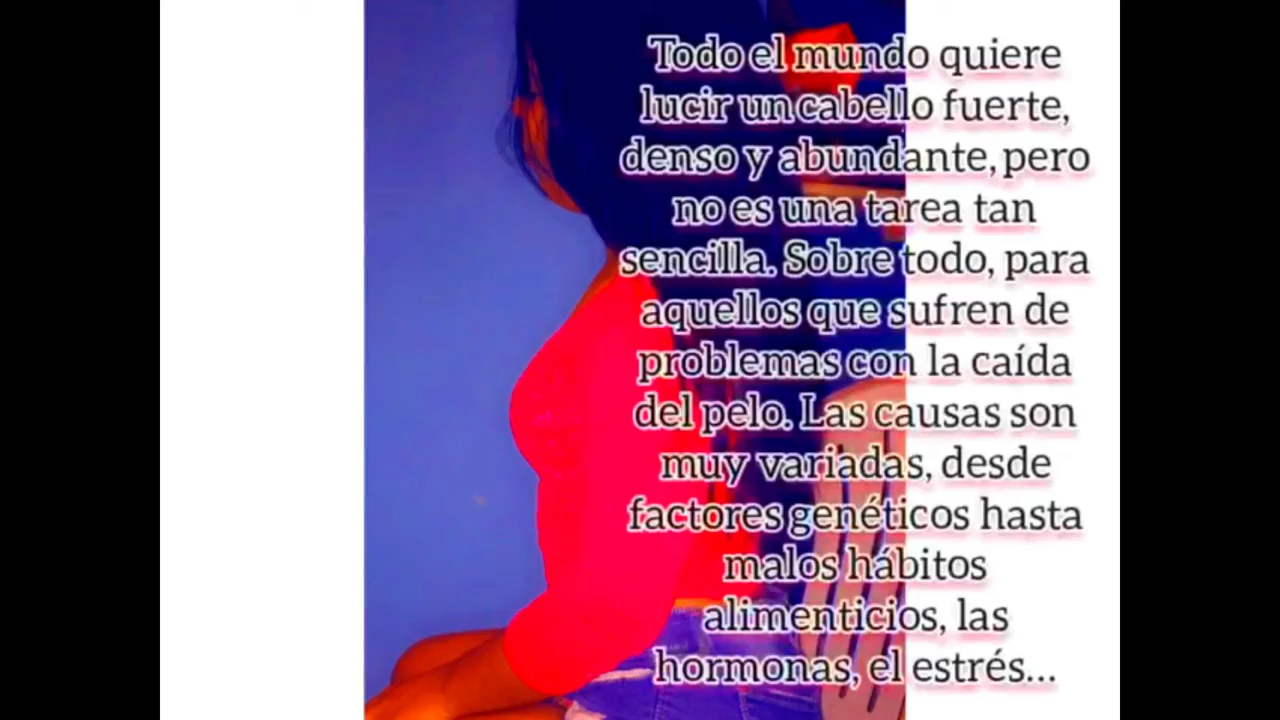 Todo el mundo quiere
lucir un cabello fuerte,
denso y abundante, pero
no es una tarea tan
sencilla. Sobre todo, para
aquellos que sufren de
problemas con la caída
del pelo. Las causas son
muy variadas, desde
factores genéticos hasta
malos hábitos
alimenticios, las
hormonas, el estrés...